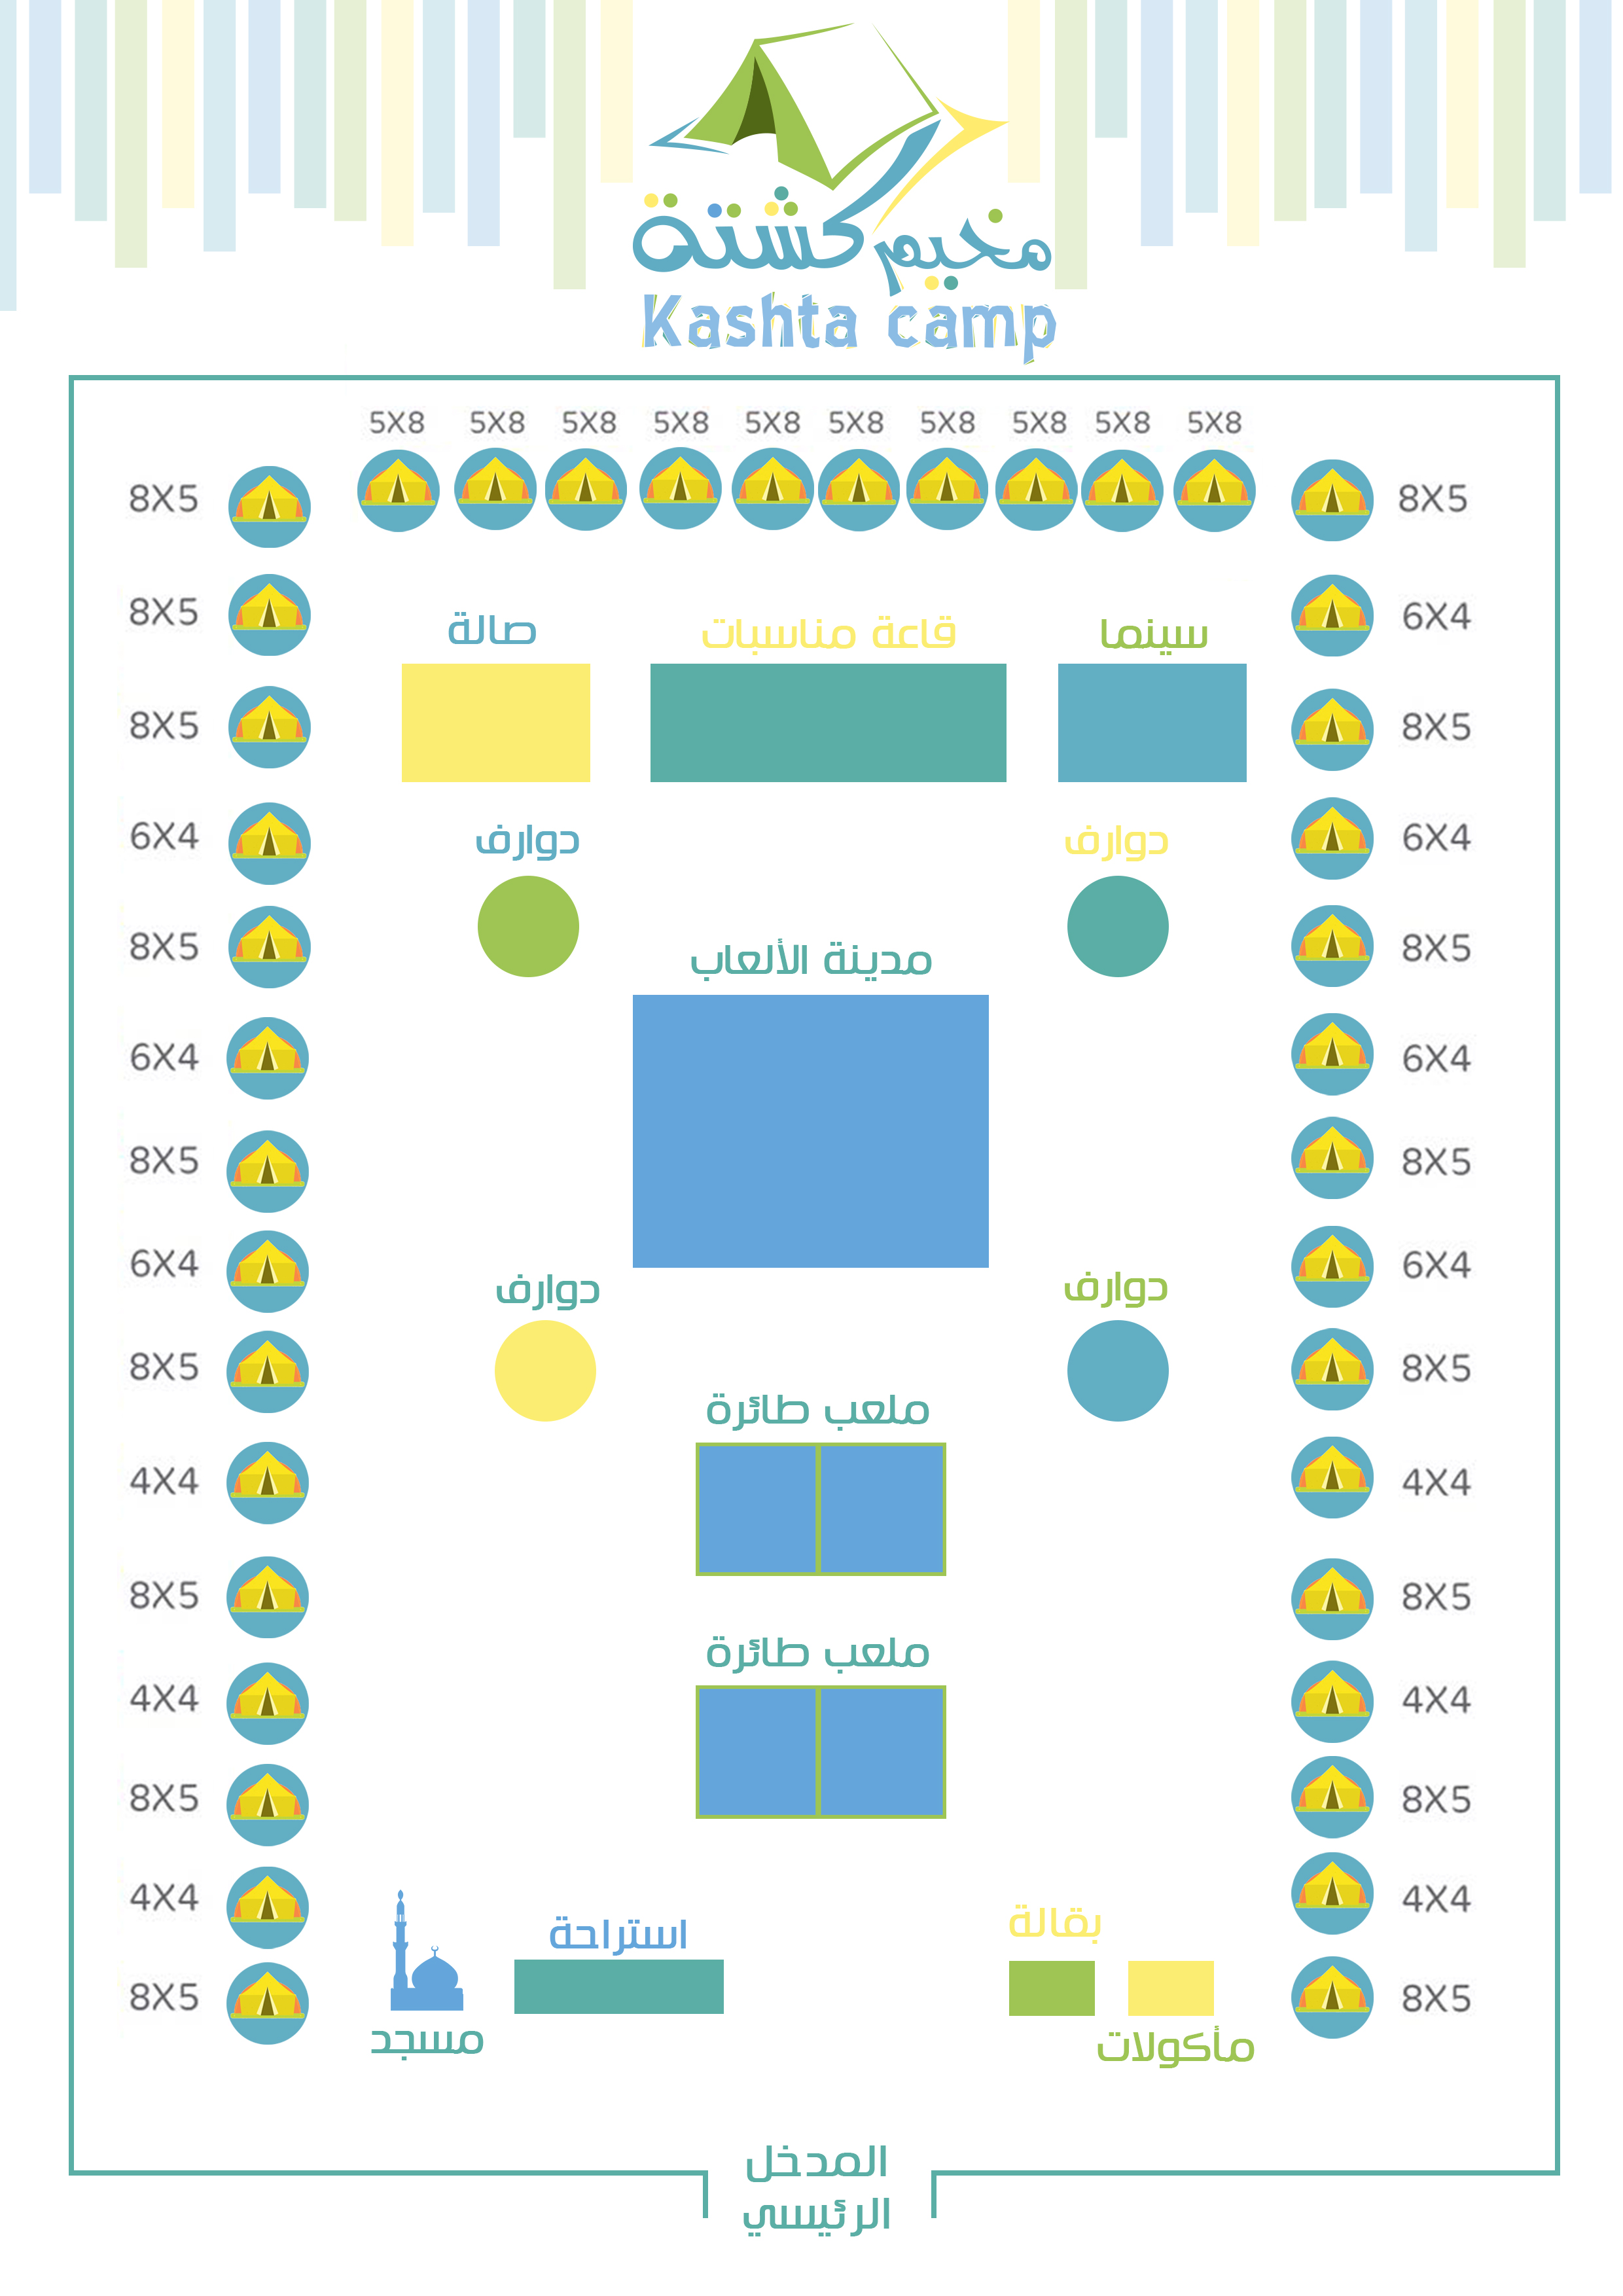 مخيم كشتة
Kashta camp
5X8 5X8 5X8 5X8 5X8 5X8 5X8 5X8 5X8 5X8
8X5 8X5
8X5 6X4
صالة قاعة مناسبات سينما
8X5 8X5
6X4 6X4
دوارف دوارف
8X5 8X5
مدينة الألعاب
6X4 6X4
8X5 8X5
6X4 6X4
دوارف دوارف
8X5 8X5
ملعب طائرة
4X4 4X4
8X5 8X5
ملعب طائرة
4X4 4X4
8X5 8X5
4X4 4X4
استراحة بقالة
8X5 8X5
مسجد مأكولات
المدخل
الرئيسي